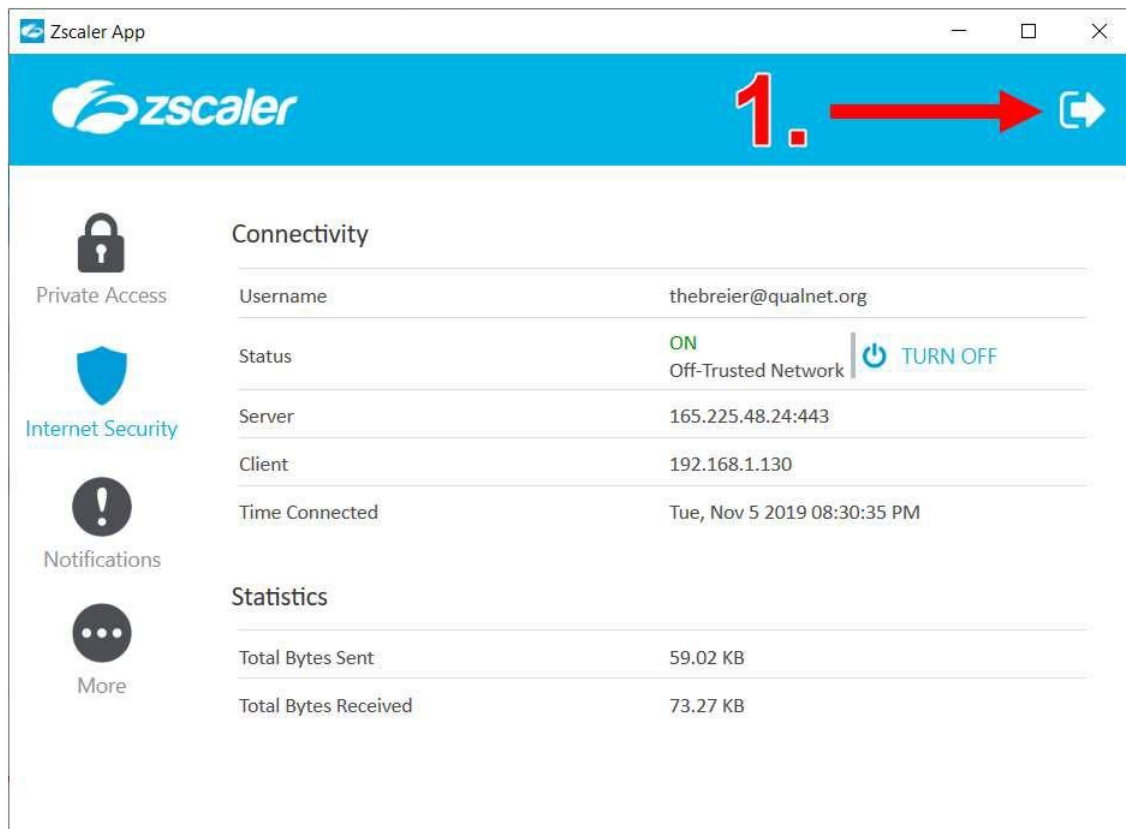 Zscaler App
zscaler
1.
Private Access
Internet Security
Notifications
More
Connectivity
Username thebreier@qualnet.org
Status ON
Off-Trusted Network TURN OFF
Server 165.225.48.24:443
Client 192.168.1.130
Time Connected Tue, Nov 5 2019 08:30:35 PM
Statistics
Total Bytes Sent 59.02 KB
Total Bytes Received 73.27 KB